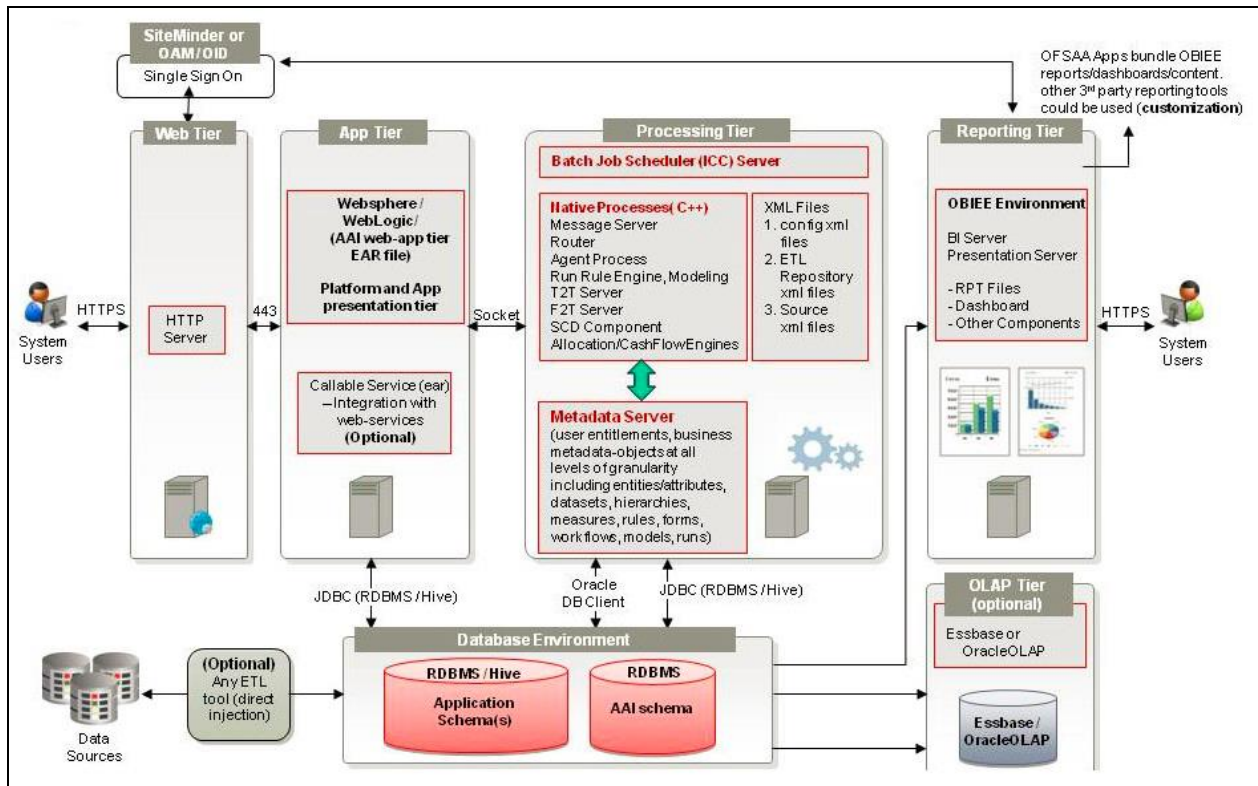 SiteMinder or
OAM/OID
Single Sign On
OFSAA Apps bundle OBIEE
reports/dashboards/content.
other 3rd party reporting tools
could be used (customization)
Web Tier
App Tier
Processing Tier
Reporting Tier
System
Users
HTTPS
HTTP
Server
443
Websphere /
WebLogic/
(AAI web-app tier
EAR file)
Platform and App
presentation tier
Callable Service (ear)
–Integration with
web-services
(Optional)
Socket
Batch Job Scheduler (ICC) Server
Native Processes( C++)
Message Server
Router
Agent Process
Run Rule Engine, Modeling
T2T Server
F2T Server
SCD Component
Allocation/CashFlowEngines
XML Files
1. config xml
files
2. ETL
Repository
xml files
3. Source
xml files
Metadata Server
(user entitlements, business
metadata-objects at all
levels of granularity
including entities/attributes,
datasets, hierarchies,
measures, rules, forms,
workflows, models, runs)
OBIEE Environment
BI Server
Presentation Server
- RPT Files
- Dashboard
- Other Components
HTTPS
System
Users
JDBC (RDBMS /Hive)
Oracle
DB Client
JDBC (RDBMS /Hive)
Data
Sources
(Optional)
Any ETL
tool (direct
injection)
Database Environment
RDBMS / Hive
Application
Schema(s)
RDBMS
AAI schema
OLAP Tier
(optional)
Essbase or
OracleOLAP
Essbase /
OracleOLAP